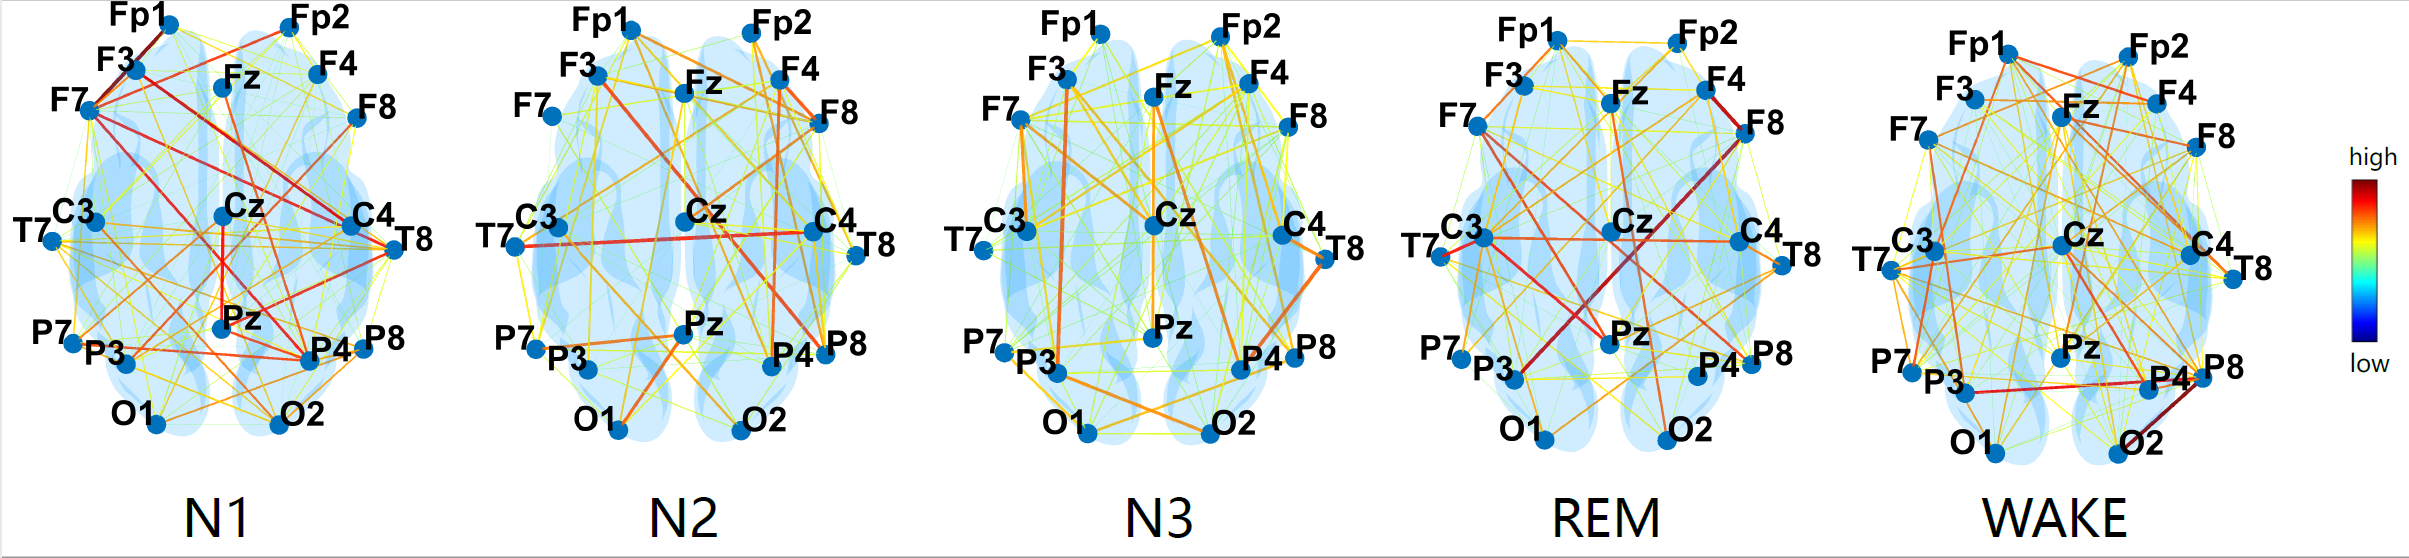 Fp1 Fp2
F3 F4
Fz
F7 F8
C3 Cz C4
T7 T8
Pz
P7 P3 P4 P8
O1 O2
N1
Fp1 Fp2
F3 F4
Fz
F7 F8
C3 Cz C4
T7 T8
Pz
P7 P3 P4 P8
O1 O2
N2
Fp1 Fp2
F3 F4
Fz
F7 F8
C3 Cz C4
T7 T8
Pz
P7 P3 P4 P8
O1 O2
N3
Fp1 Fp2
F3 F4
Fz
F7 F8
C3 Cz C4
T7 T8
Pz
P7 P3 P4 P8
O1 O2
REM
Fp1 Fp2
F3 F4
Fz
F7 F8
C3 Cz C4
T7 T8
Pz
P7 P3 P4 P8
O1 O2
WAKE
high
low